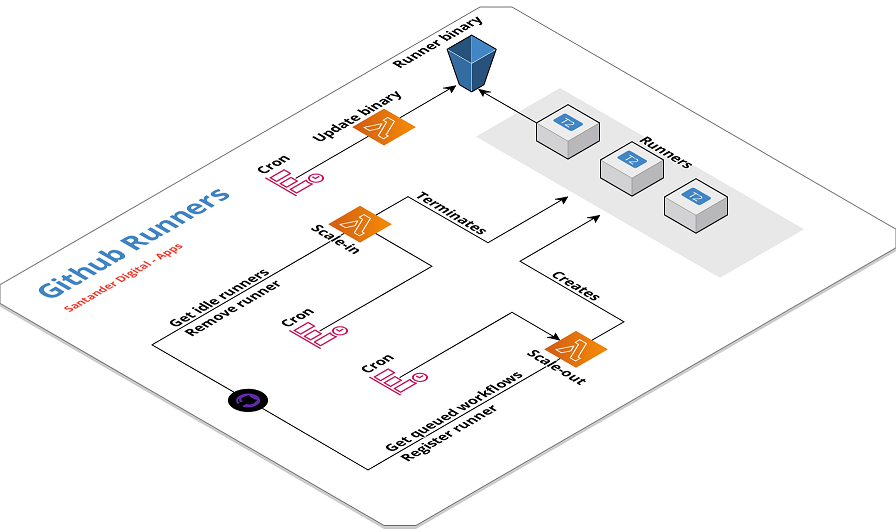 Runner binary
Update binary
T2
Runners
T2
Cron
T2
Github Runners
Santander Digital - Apps
Terminates
Scale-in
Get idle runners
Remove runner
Creates
Cron
Cron
Scale-out
Get queued workflows
Register runner